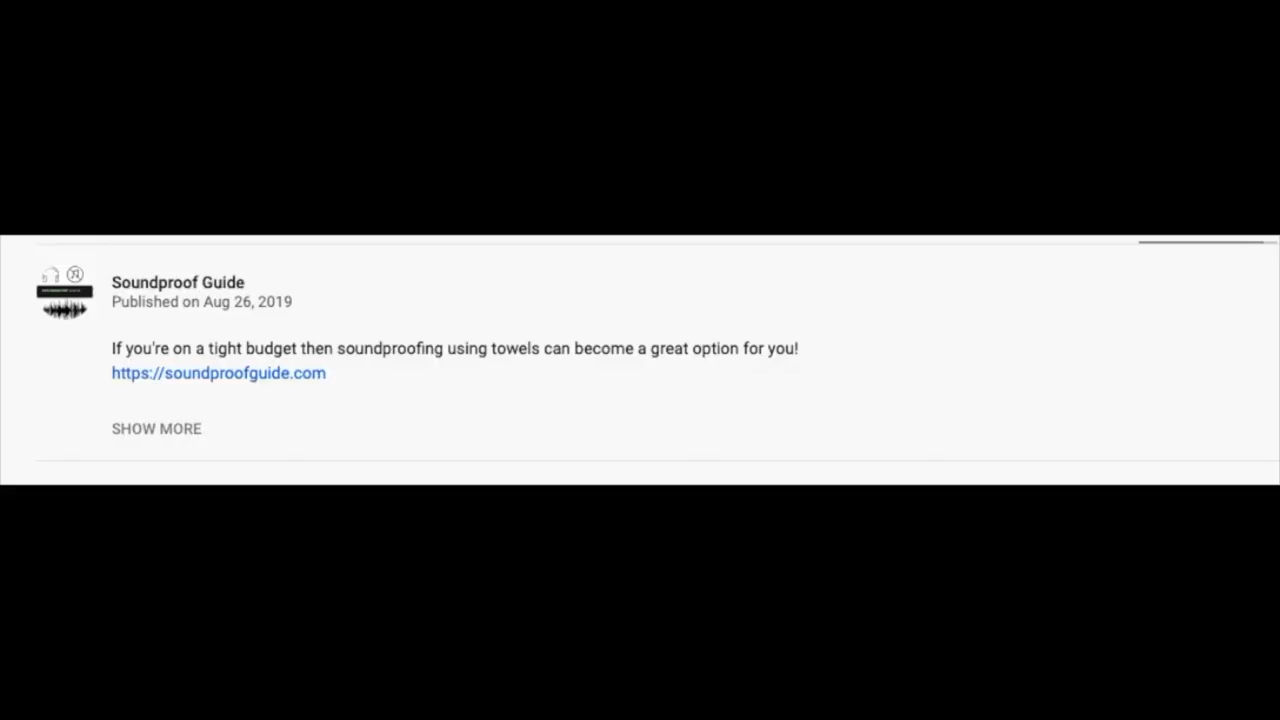 Soundproof Guide
Published on Aug 26, 2019
If you're on a tight budget then soundproofing using towels can become a great option for you!
https://soundproofguide.com
SHOW MORE